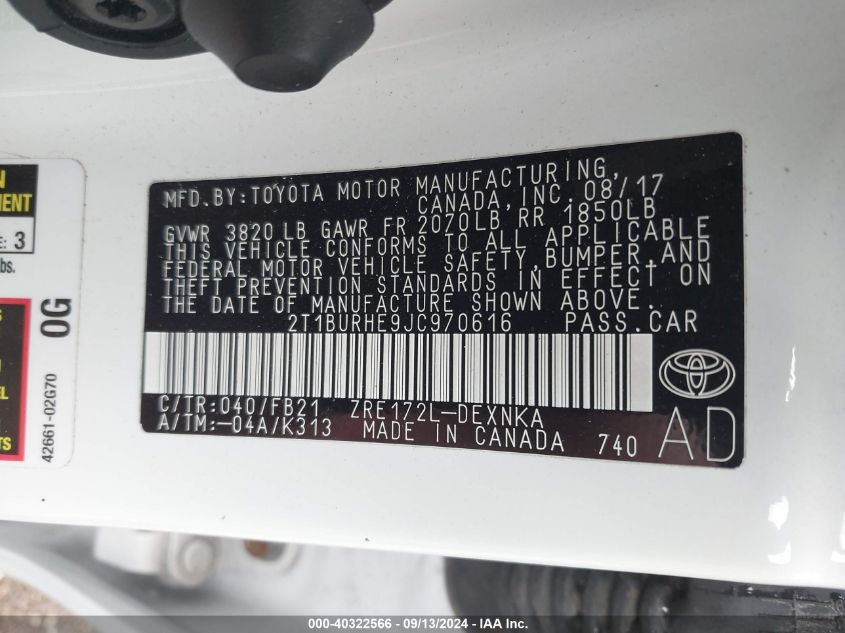 MFD. BY: TOYOTA MOTOR MANUFACTURING,
CANADA, INC. 08/17
GVWR 3820 LB GAWR FR 2070LB, RR 1850LB
THIS VEHICLE CONFORMS TO ALL APPLICABLE
FEDERAL MOTOR VEHICLE SAFETY, BUMPER, AND
THEFT PREVENTION STANDARDS IN EFFECT ON
THE DATE OF MANUFACTURE SHOWN ABOVE.
2T1BURHE9JC970616 PASS.CAR
C/TR:040/FB21 ZRE172L-DEXNKA
A/TM:-04A/K313 MADE IN CANADA 740
AD
0G
42661-02G70
3
000-40322566 - 09/13/2024 - IAA Inc.